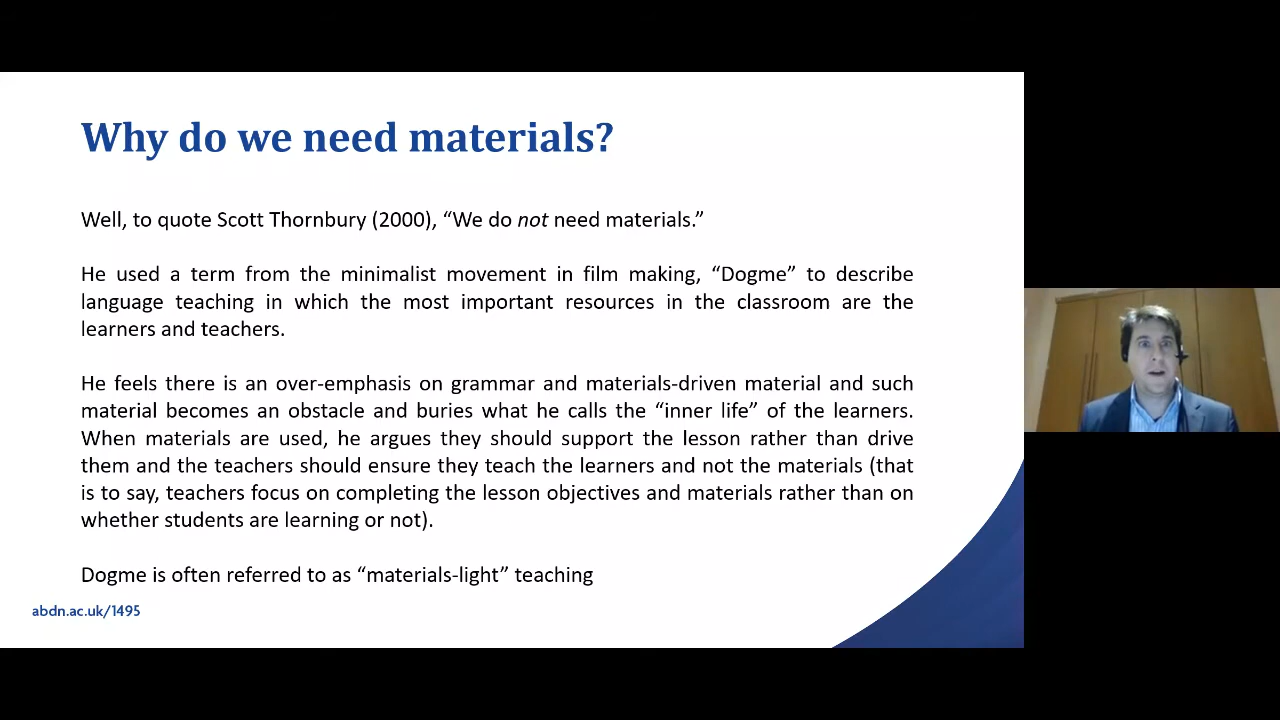 Why do we need materials?
Well, to quote Scott Thornbury (2000), “We do not need materials.”
He used a term from the minimalist movement in film making, “Dogme” to describe
language teaching in which the most important resources in the classroom are the
learners and teachers.
He feels there is an over-emphasis on grammar and materials-driven material and such
material becomes an obstacle and buries what he calls the “inner life” of the learners.
When materials are used, he argues they should support the lesson rather than drive
them and the teachers should ensure they teach the learners and not the materials (that
is to say, teachers focus on completing the lesson objectives and materials rather than on
whether students are learning or not).
Dogme is often referred to as “materials-light” teaching
abdn.ac.uk/1495